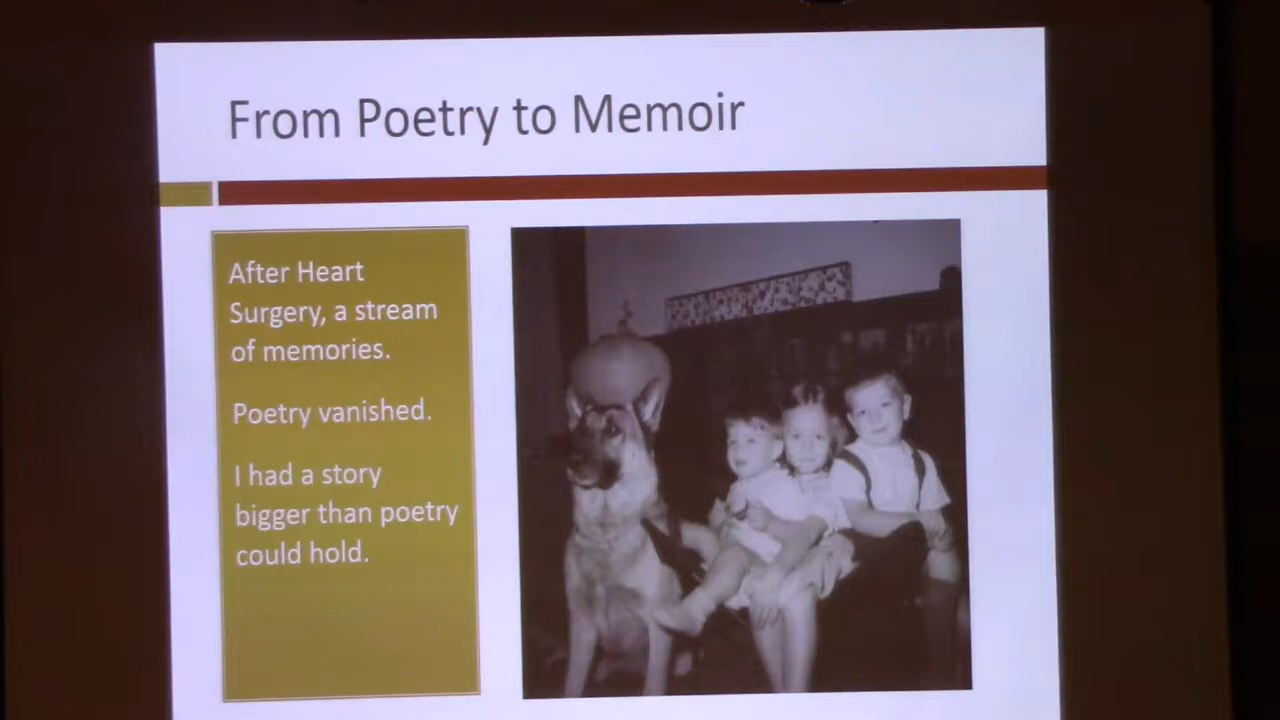 From Poetry to Memoir
After Heart
Surgery, a stream
of memories.
Poetry vanished.
I had a story
bigger than poetry
could hold.